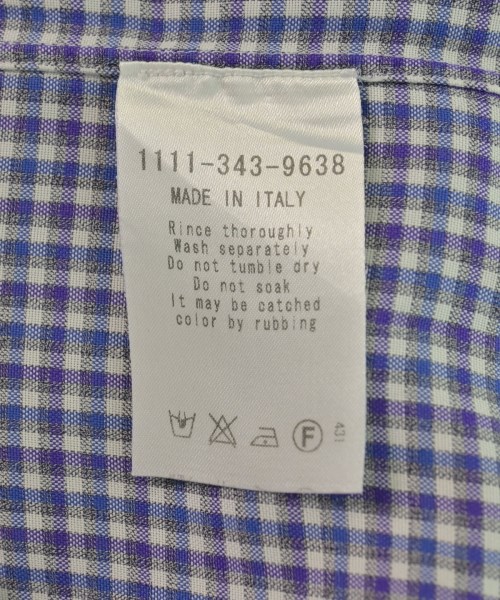 1111-343-9638
MADE IN ITALY
Rince thoroughly
Wash separately
Do not tumble dry
Do not soak
It may be catched
color by rubbing
F